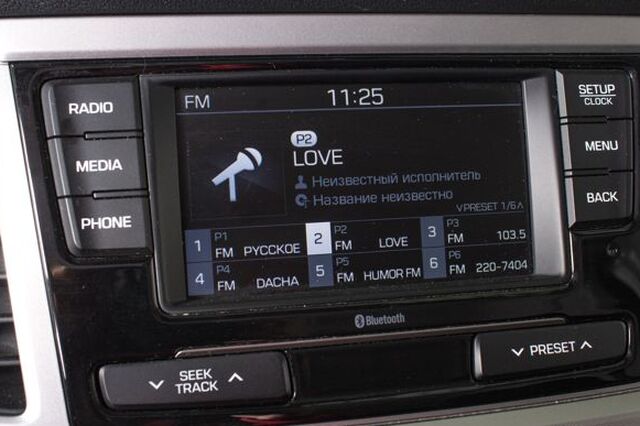 RADIO
MEDIA
PHONE
FM 11:25
P2
LOVE
Неизвестный исполнитель
Название неизвестно
PRESET 1/6
1 P1 FM РУССКОЕ
2 P2 FM LOVE
3 P3 FM 103.5
4 P4 FM DACHA
5 P5 FM HUMOR FM
6 P6 FM 220-7404
SETUP
CLOCK
MENU
BACK
Bluetooth
SEEK
TRACK
PRESET